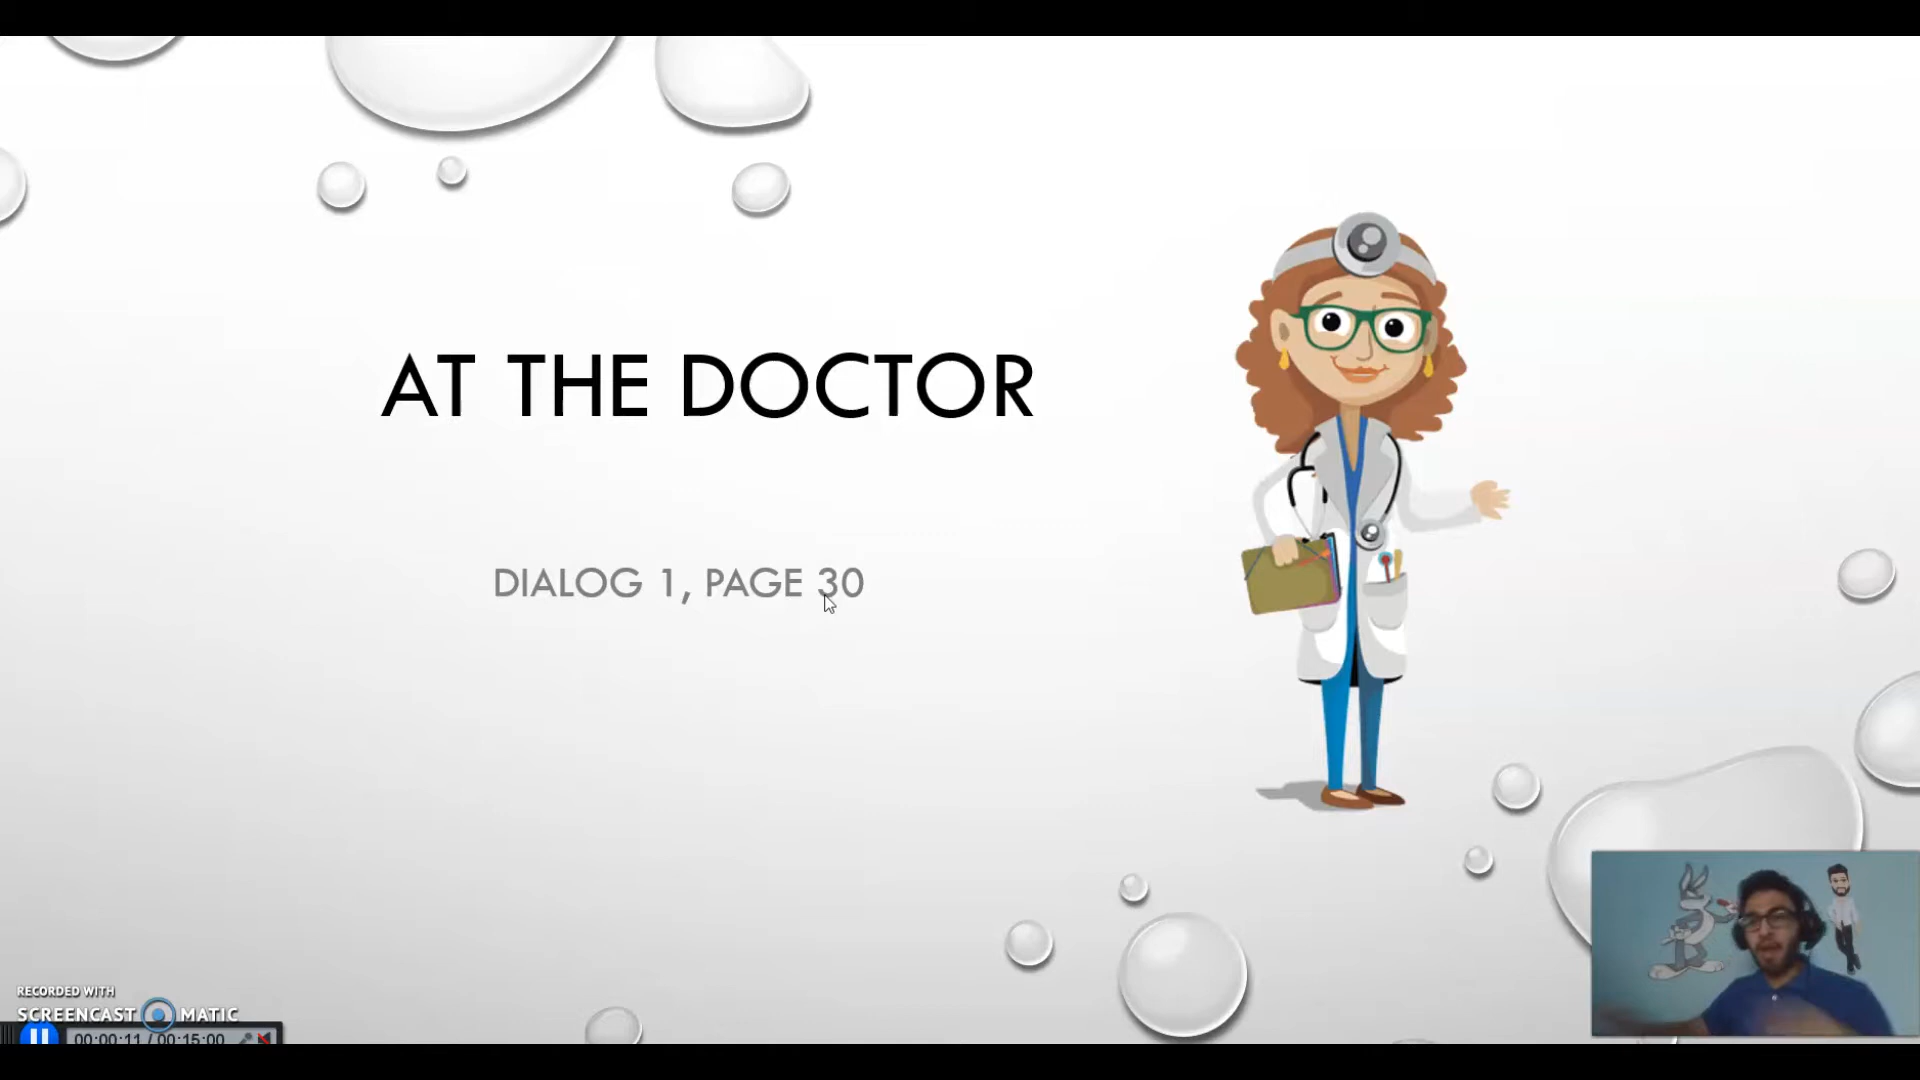 AT THE DOCTOR
DIALOG 1, PAGE 30
RECORDED WITH
SCREENCAST MATIC
00:00:11 / 00:15:00